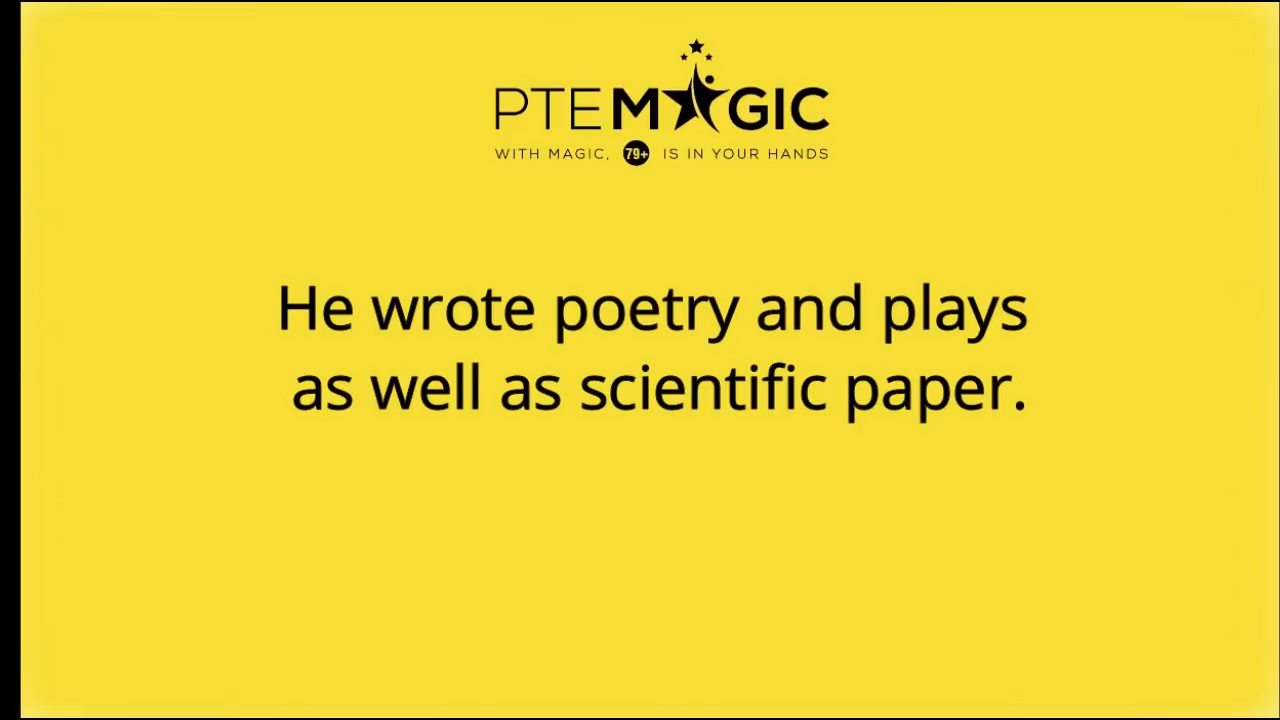 PTEMAGIC
WITH MAGIC, 79+ IS IN YOUR HANDS
He wrote poetry and plays
as well as scientific paper.